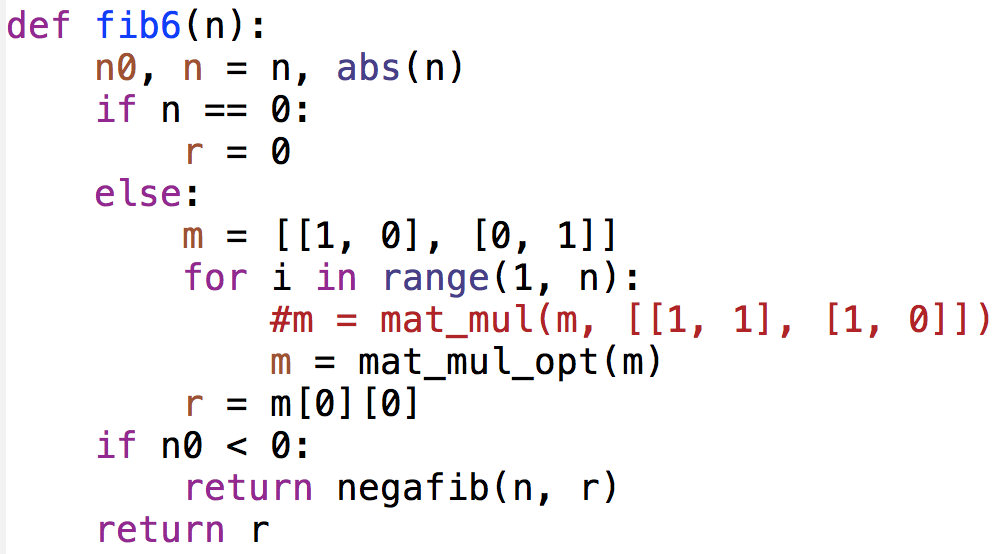 def fib6(n):
    n0, n = n, abs(n)
    if n == 0:
        r = 0
    else:
        m = [[1, 0], [0, 1]]
        for i in range(1, n):
            #m = mat_mul(m, [[1, 1], [1, 0]])
            m = mat_mul_opt(m)
        r = m[0][0]
    if n0 < 0:
        return negafib(n, r)
    return r